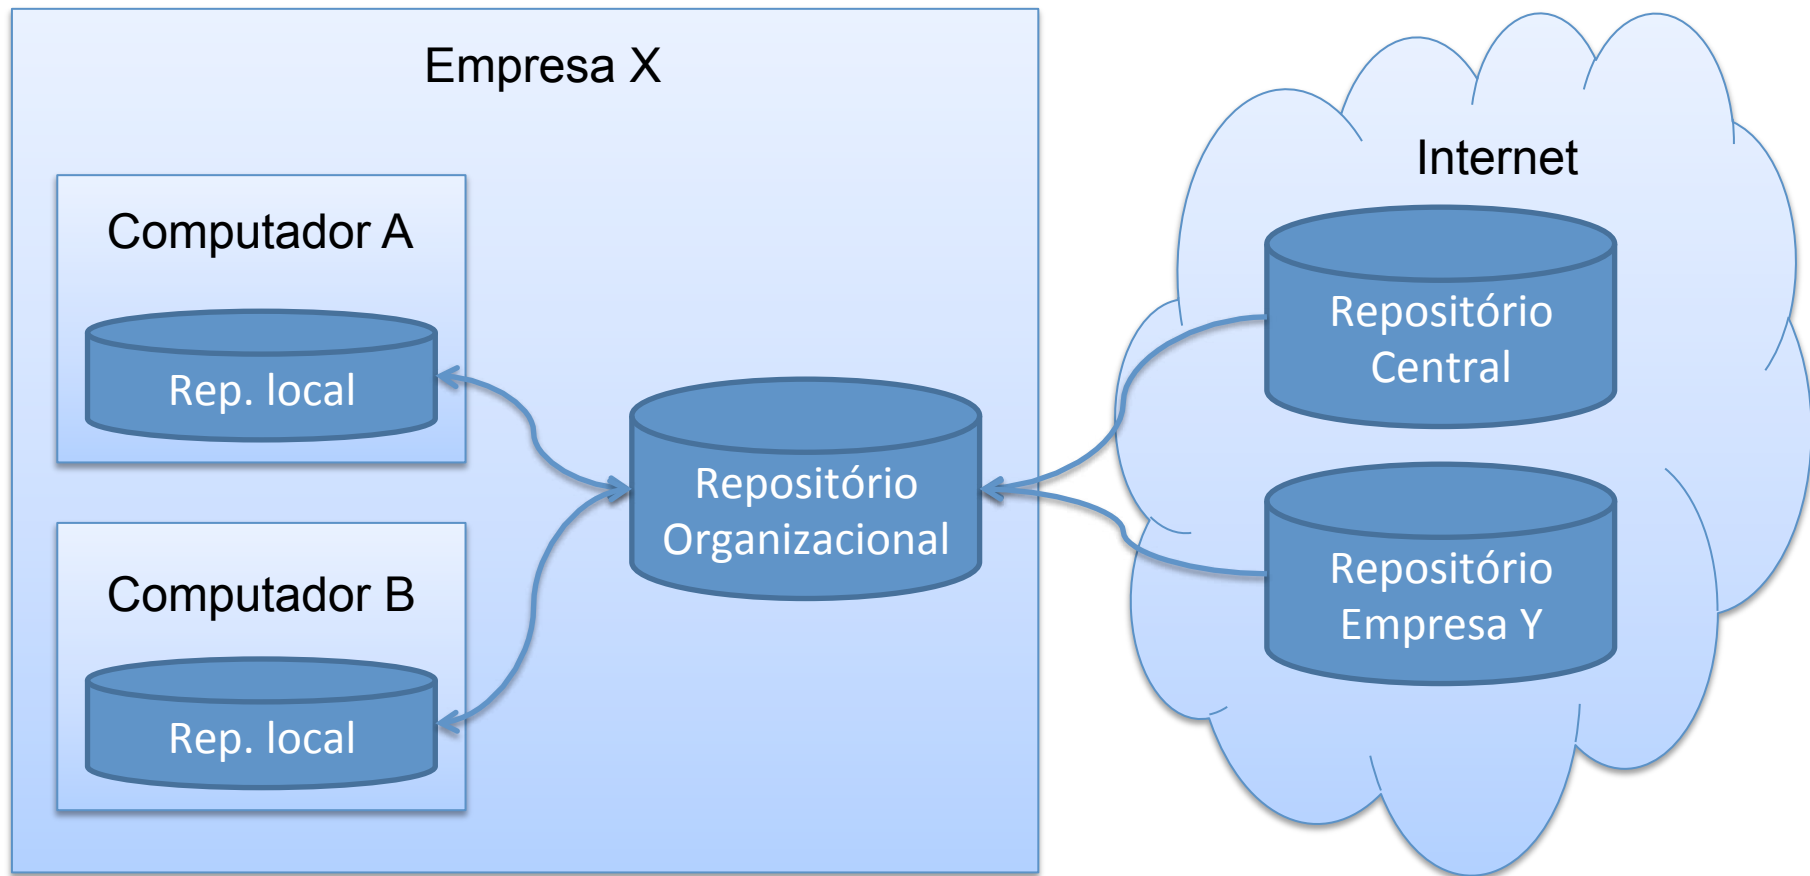 Empresa X
Computador A
Rep. local
Computador B
Rep. local
Repositório
Organizacional
Internet
Repositório
Central
Repositório
Empresa Y